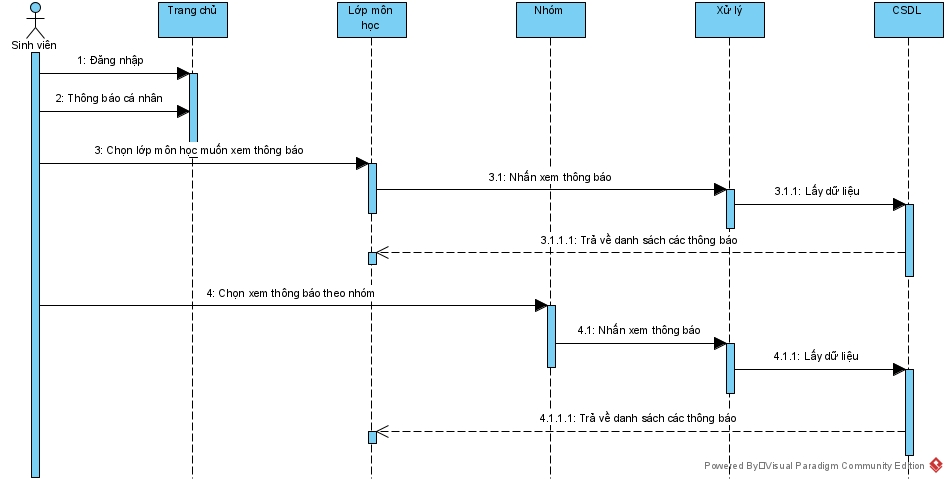 Sinh viên
Trang chủ
Lớp môn
học
Nhóm
Xử lý
CSDL
1: Đăng nhập
2: Thông báo cá nhân
3: Chọn lớp môn học muốn xem thông báo
3.1: Nhấn xem thông báo
3.1.1: Lấy dữ liệu
3.1.1.1: Trả về danh sách các thông báo
4: Chọn xem thông báo theo nhóm
4.1: Nhấn xem thông báo
4.1.1: Lấy dữ liệu
4.1.1.1: Trả về danh sách các thông báo
Powered By Visual Paradigm Community Edition